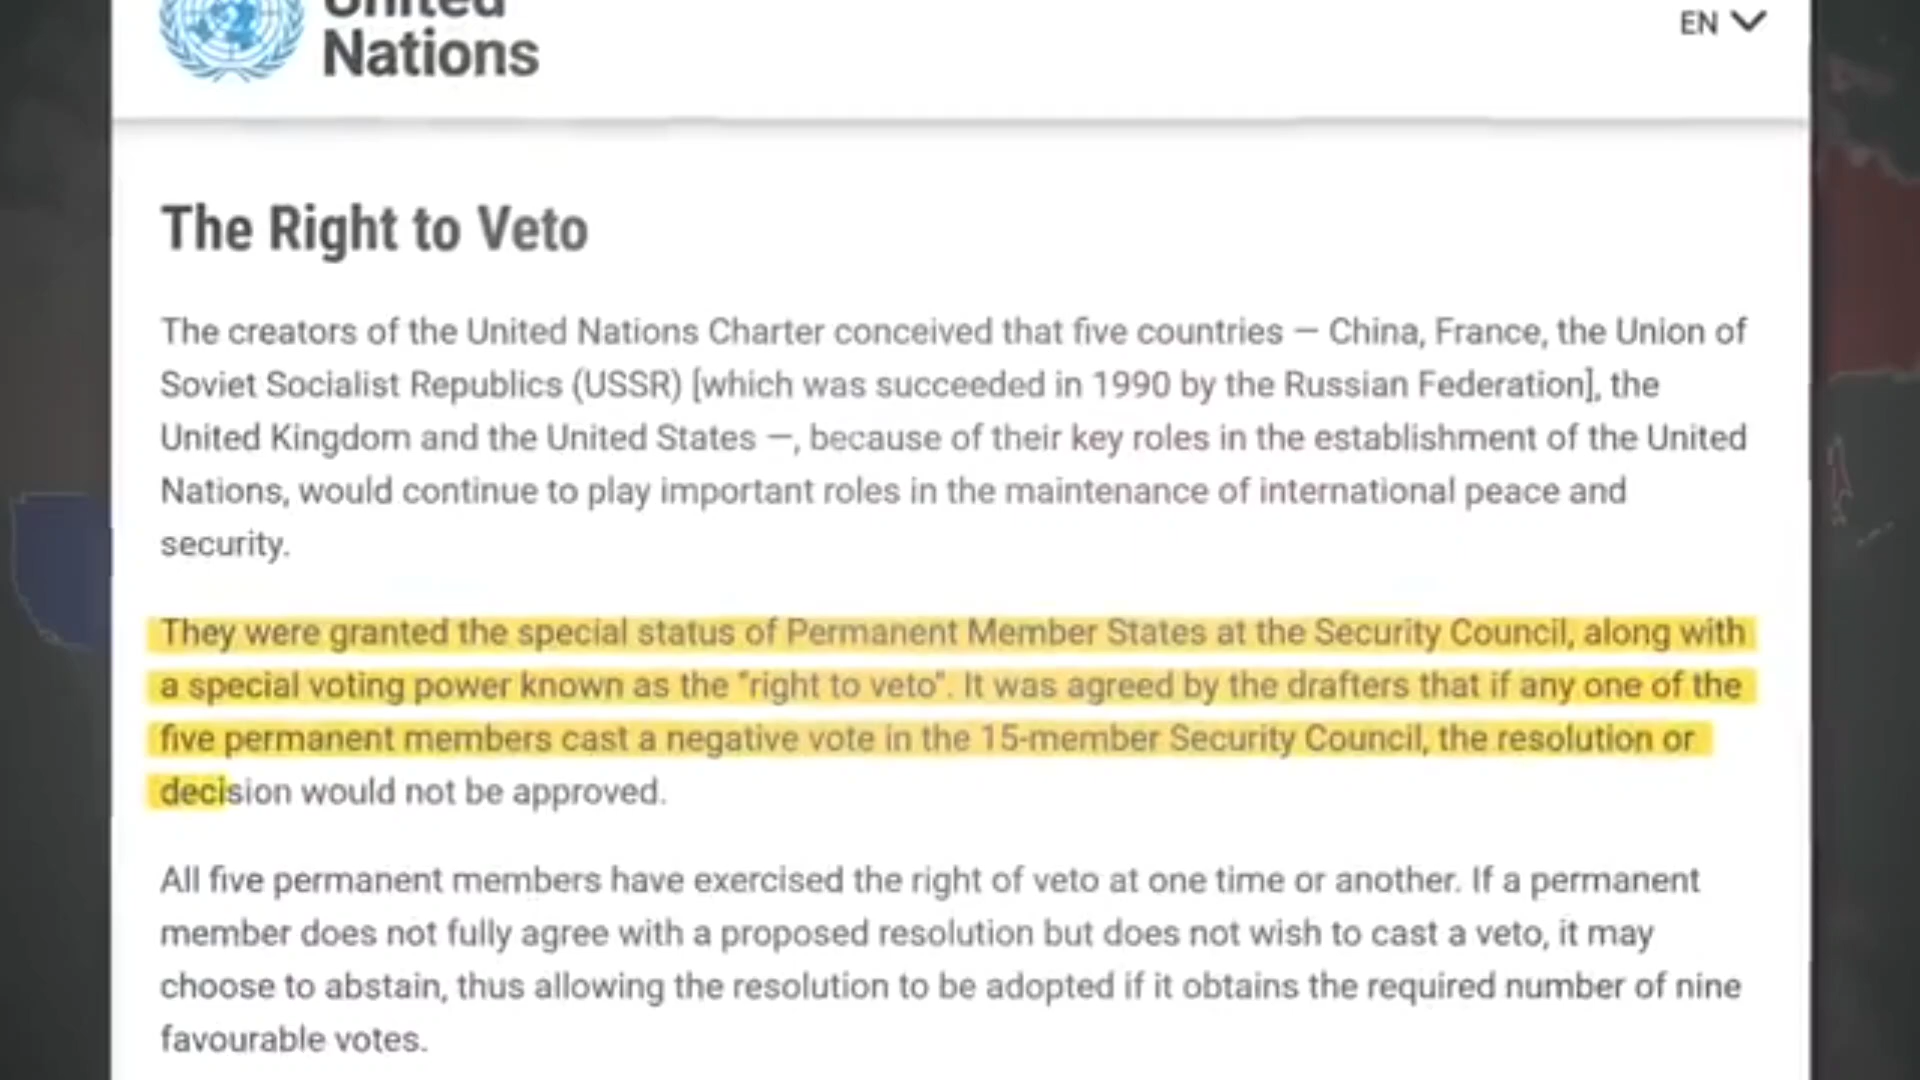 United
Nations
EN
The Right to Veto
The creators of the United Nations Charter conceived that five countries — China, France, the Union of
Soviet Socialist Republics (USSR) [which was succeeded in 1990 by the Russian Federation], the
United Kingdom and the United States —, because of their key roles in the establishment of the United
Nations, would continue to play important roles in the maintenance of international peace and
security.
They were granted the special status of Permanent Member States at the Security Council, along with
a special voting power known as the "right to veto". It was agreed by the drafters that if any one of the
five permanent members cast a negative vote in the 15-member Security Council, the resolution or
decision would not be approved.
All five permanent members have exercised the right of veto at one time or another. If a permanent
member does not fully agree with a proposed resolution but does not wish to cast a veto, it may
choose to abstain, thus allowing the resolution to be adopted if it obtains the required number of nine
favourable votes.